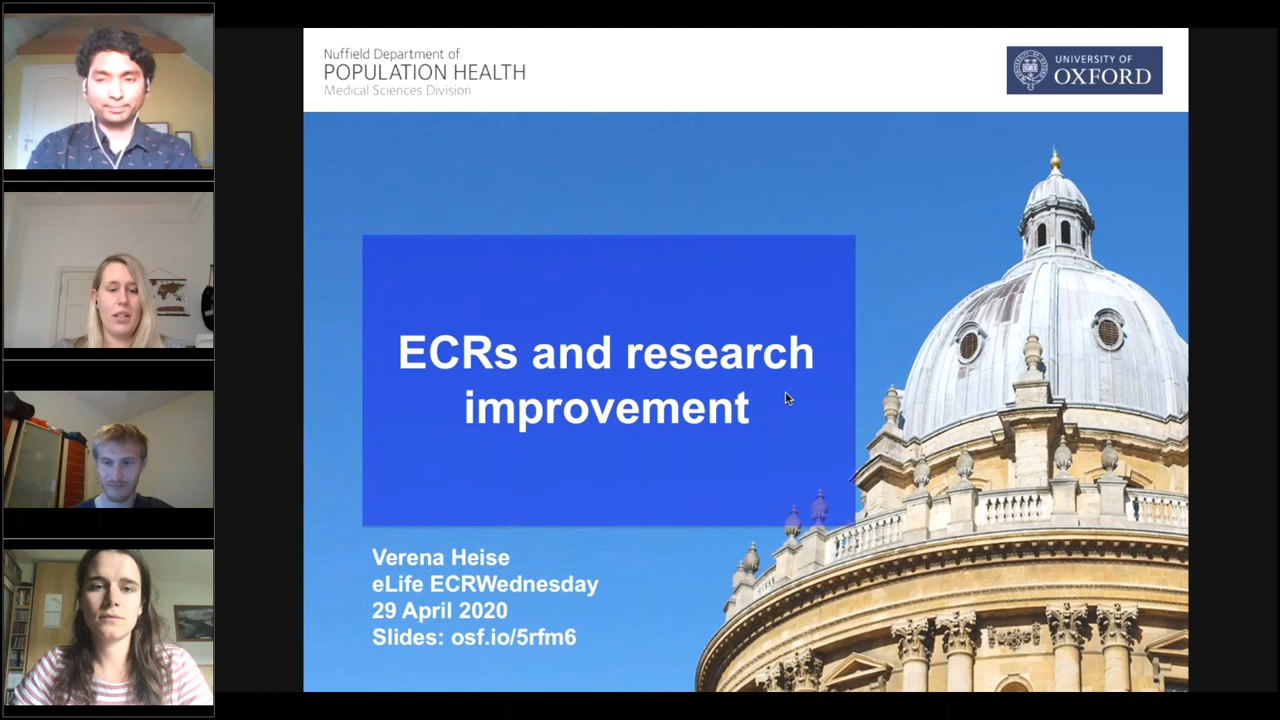 Nuffield Department of
POPULATION HEALTH
Medical Sciences Division
UNIVERSITY OF
OXFORD
ECRs and research
improvement
Verena Heise
eLife ECRWednesday
29 April 2020
Slides: osf.io/5rfm6